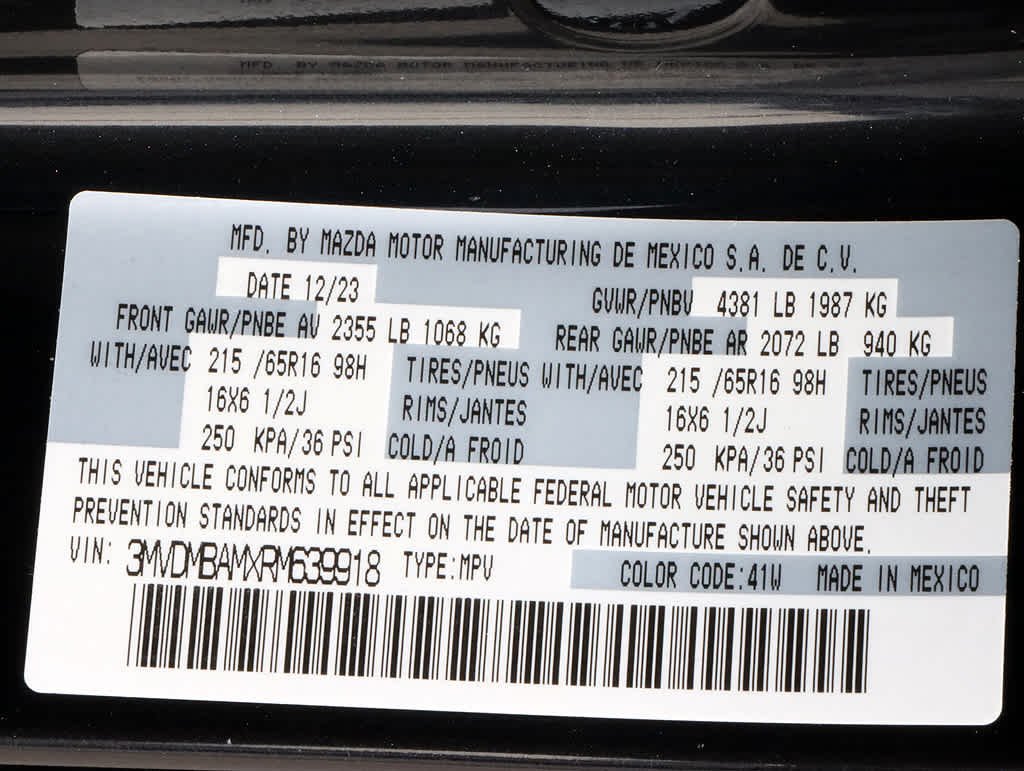 MFD. BY MAZDA MOTOR MANUFACTURING DE MEXICO S.A. DE C.V.
DATE 12/23 GVWR/PNBV 4381 LB 1987 KG
FRONT GAWR/PNBE AV 2355 LB 1068 KG REAR GAWR/PNBE AR 2072 LB 940 KG
WITH/AVEC 215 /65R16 98H TIRES/PNEUS WITH/AVEC 215 /65R16 98H TIRES/PNEUS
16X6 1/2J RIMS/JANTES 16X6 1/2J RIMS/JANTES
250 KPA/36 PSI COLD/A FROID 250 KPA/36 PSI COLD/A FROID
THIS VEHICLE CONFORMS TO ALL APPLICABLE FEDERAL MOTOR VEHICLE SAFETY AND THEFT
PREVENTION STANDARDS IN EFFECT ON THE DATE OF MANUFACTURE SHOWN ABOVE.
VIN: 3MVDMBAMXRM639918 TYPE:MPV COLOR CODE:41W MADE IN MEXICO